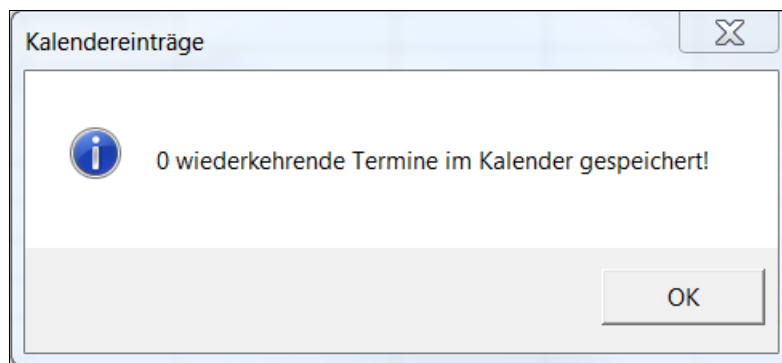 Kalendereinträge
0 wiederkehrende Termine im Kalender gespeichert!
OK